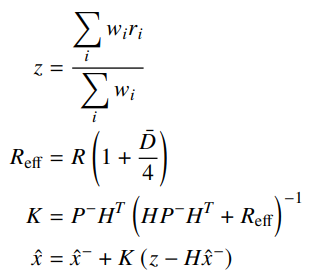 z = \frac{\sum_i w_i r_i}{\sum_i w_i}
R_{\text{eff}} = R \left( 1 + \frac{\bar{D}}{4} \right)
K = P^- H^T \left( H P^- H^T + R_{\text{eff}} \right)^{-1}
\hat{x} = \hat{x}^- + K \left( z - H \hat{x}^- \right)